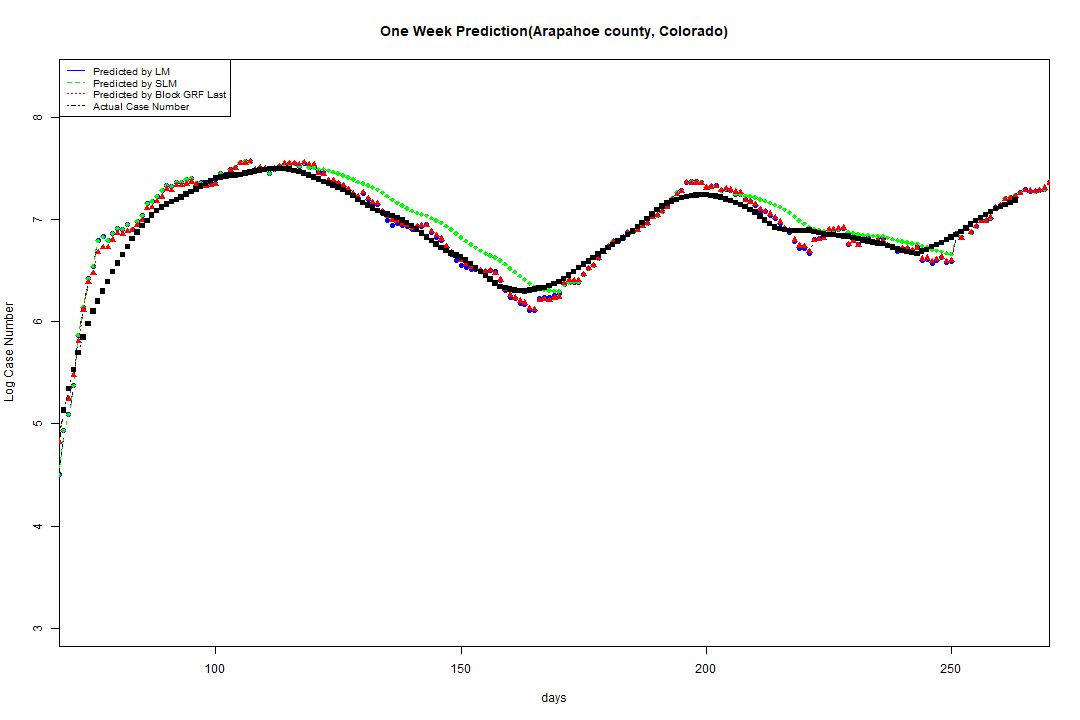 One Week Prediction(Arapahoe county, Colorado)
Predicted by LM
Predicted by SLM
Predicted by Block GRF Last
Actual Case Number
8
7
6
5
4
3
Log Case Number
100 150 200 250
days